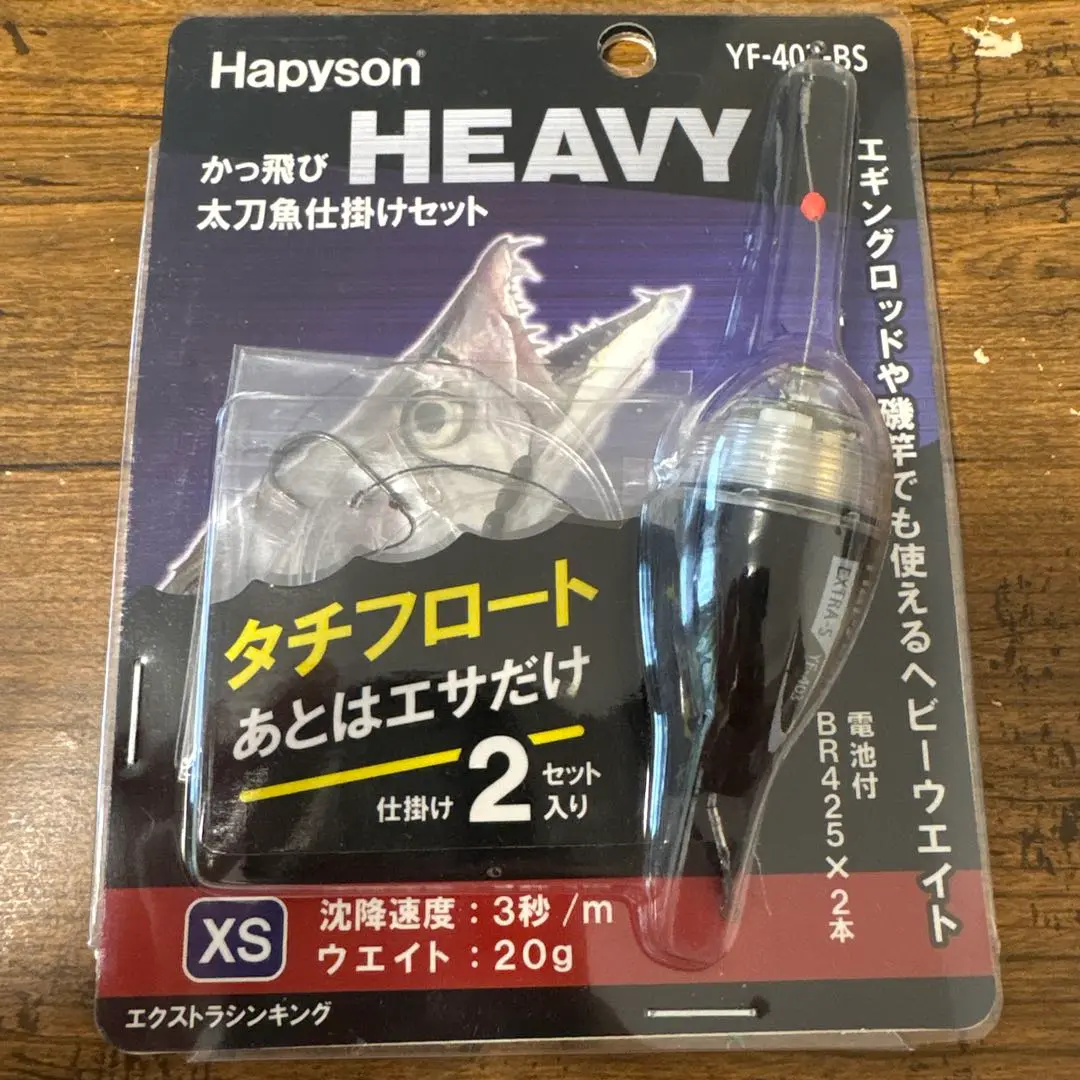 Hapyson
HEAVY
かっ飛び
太刀魚仕掛けセット
エギングロッドや磯竿でも使えるヘビーウエイト
タチフロート
あとはエサだけ
仕掛け2セット入り
EXTRA-S
電池付
BR425×2本
XS
沈降速度：3秒/m
ウエイト：20g
エクストラシンキング